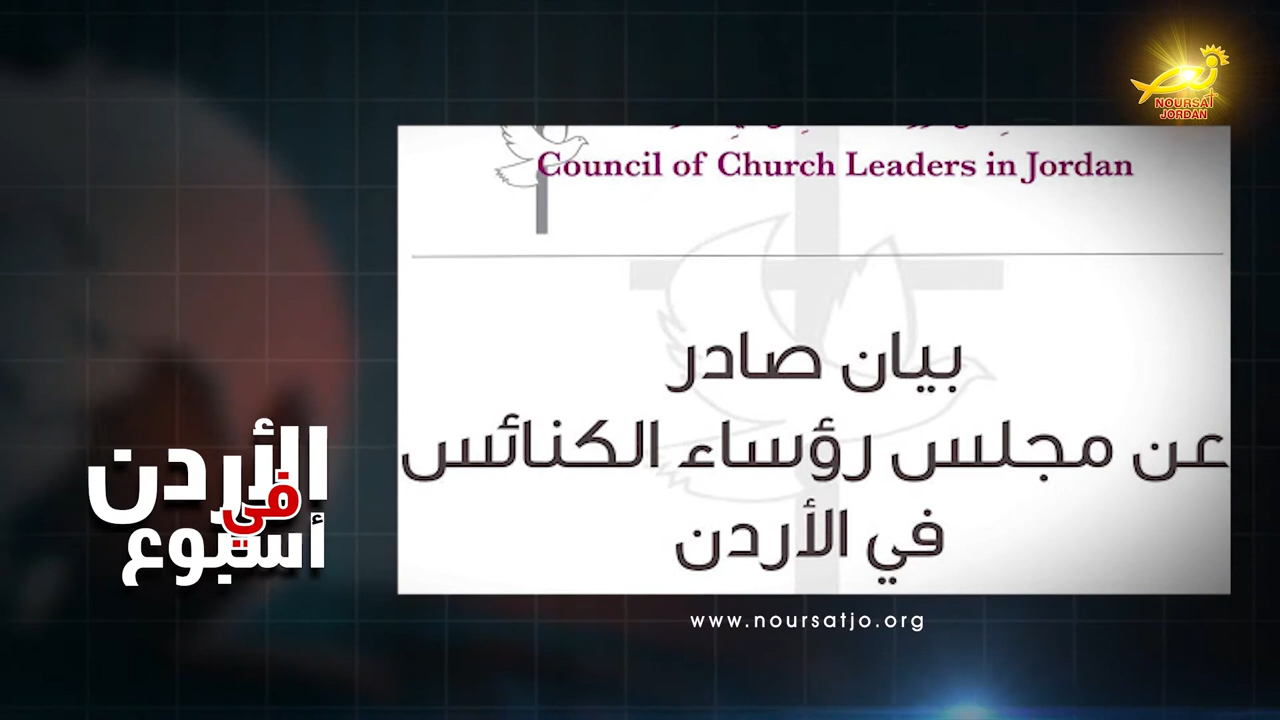 NOURSAT
JORDAN
Council of Church Leaders in Jordan
بيان صادر
عن مجلس رؤساء الكنائس
في الأردن
الأردن
في
أسبوع
www.noursatjo.org